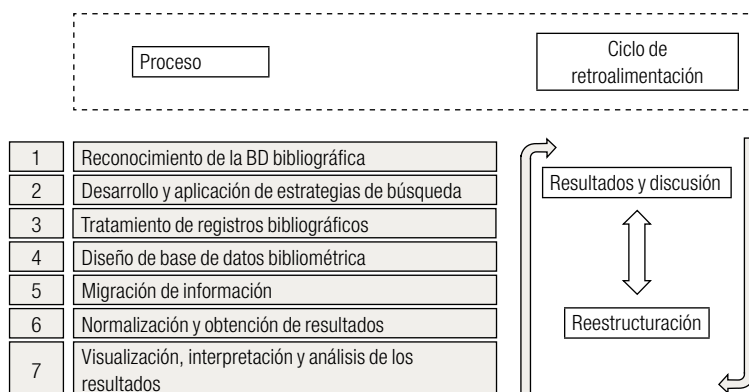 Proceso
Ciclo de
retroalimentación
1 Reconocimiento de la BD bibliográfica
2 Desarrollo y aplicación de estrategias de búsqueda
3 Tratamiento de registros bibliográficos
4 Diseño de base de datos bibliométrica
5 Migración de información
6 Normalización y obtención de resultados
7 Visualización, interpretación y análisis de los
resultados
Resultados y discusión
Reestructuración